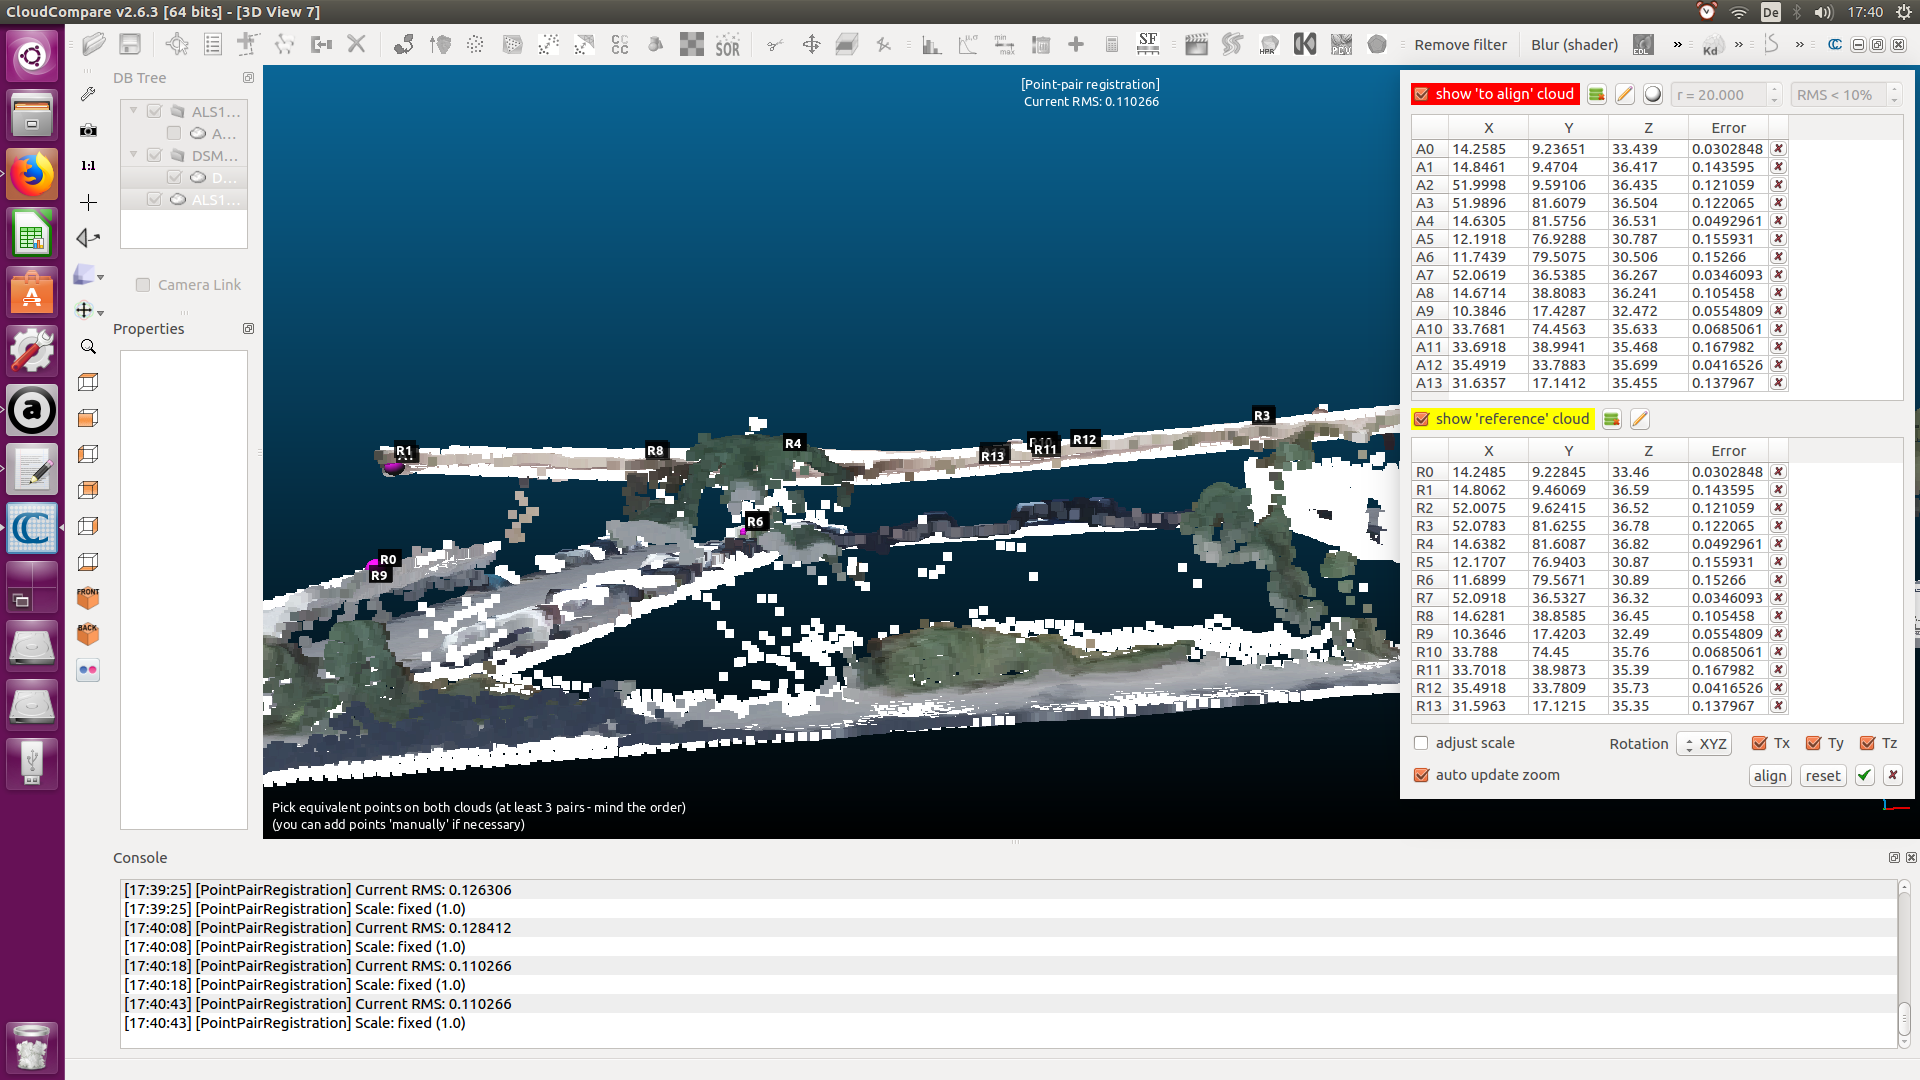 CloudCompare v2.6.3 [64 bits] - [3D View 7]
De
17:40
1:1
FRONT
BACK
CC
CC
SOR
min
max
SF
HPR
PCV
Remove filter
Blur (shader)
EDL
»
Kd
»
S
»
DB Tree
ALS1...
A...
DSM...
D...
ALS1...
Camera Link
Properties
[Point-pair registration]
Current RMS: 0.110266
R1
R8
R4
R13
R11
R12
R3
R6
R0
R9
Pick equivalent points on both clouds (at least 3 pairs - mind the order)
(you can add points 'manually' if necessary)
show 'to align' cloud
r = 20.000
RMS < 10%
X Y Z Error
A0 14.2585 9.23651 33.439 0.0302848
A1 14.8461 9.4704 36.417 0.143595
A2 51.9998 9.59106 36.435 0.121059
A3 51.9896 81.6079 36.504 0.122065
A4 14.6305 81.5756 36.531 0.0492961
A5 12.1918 76.9288 30.787 0.155931
A6 11.7439 79.5075 30.506 0.15266
A7 52.0619 36.5385 36.267 0.0346093
A8 14.6714 38.8083 36.241 0.105458
A9 10.3846 17.4287 32.472 0.0554809
A10 33.7681 74.4563 35.633 0.0685061
A11 33.6918 38.9941 35.468 0.167982
A12 35.4919 33.7883 35.699 0.0416526
A13 31.6357 17.1412 35.455 0.137967
show 'reference' cloud
X Y Z Error
R0 14.2485 9.22845 33.46 0.0302848
R1 14.8062 9.46069 36.59 0.143595
R2 52.0075 9.62415 36.52 0.121059
R3 52.0783 81.6255 36.78 0.122065
R4 14.6382 81.6087 36.82 0.0492961
R5 12.1707 76.9403 30.87 0.155931
R6 11.6899 79.5671 30.89 0.15266
R7 52.0918 36.5327 36.32 0.0346093
R8 14.6281 38.8585 36.45 0.105458
R9 10.3646 17.4203 32.49 0.0554809
R10 33.788 74.45 35.76 0.0685061
R11 33.7018 38.9873 35.39 0.167982
R12 35.4918 33.7809 35.73 0.0416526
R13 31.5963 17.1215 35.35 0.137967
adjust scale
Rotation XYZ Tx Ty Tz
auto update zoom
align
reset
Console
[17:39:25] [PointPairRegistration] Current RMS: 0.126306
[17:39:25] [PointPairRegistration] Scale: fixed (1.0)
[17:40:08] [PointPairRegistration] Current RMS: 0.128412
[17:40:08] [PointPairRegistration] Scale: fixed (1.0)
[17:40:18] [PointPairRegistration] Current RMS: 0.110266
[17:40:18] [PointPairRegistration] Scale: fixed (1.0)
[17:40:43] [PointPairRegistration] Current RMS: 0.110266
[17:40:43] [PointPairRegistration] Scale: fixed (1.0)